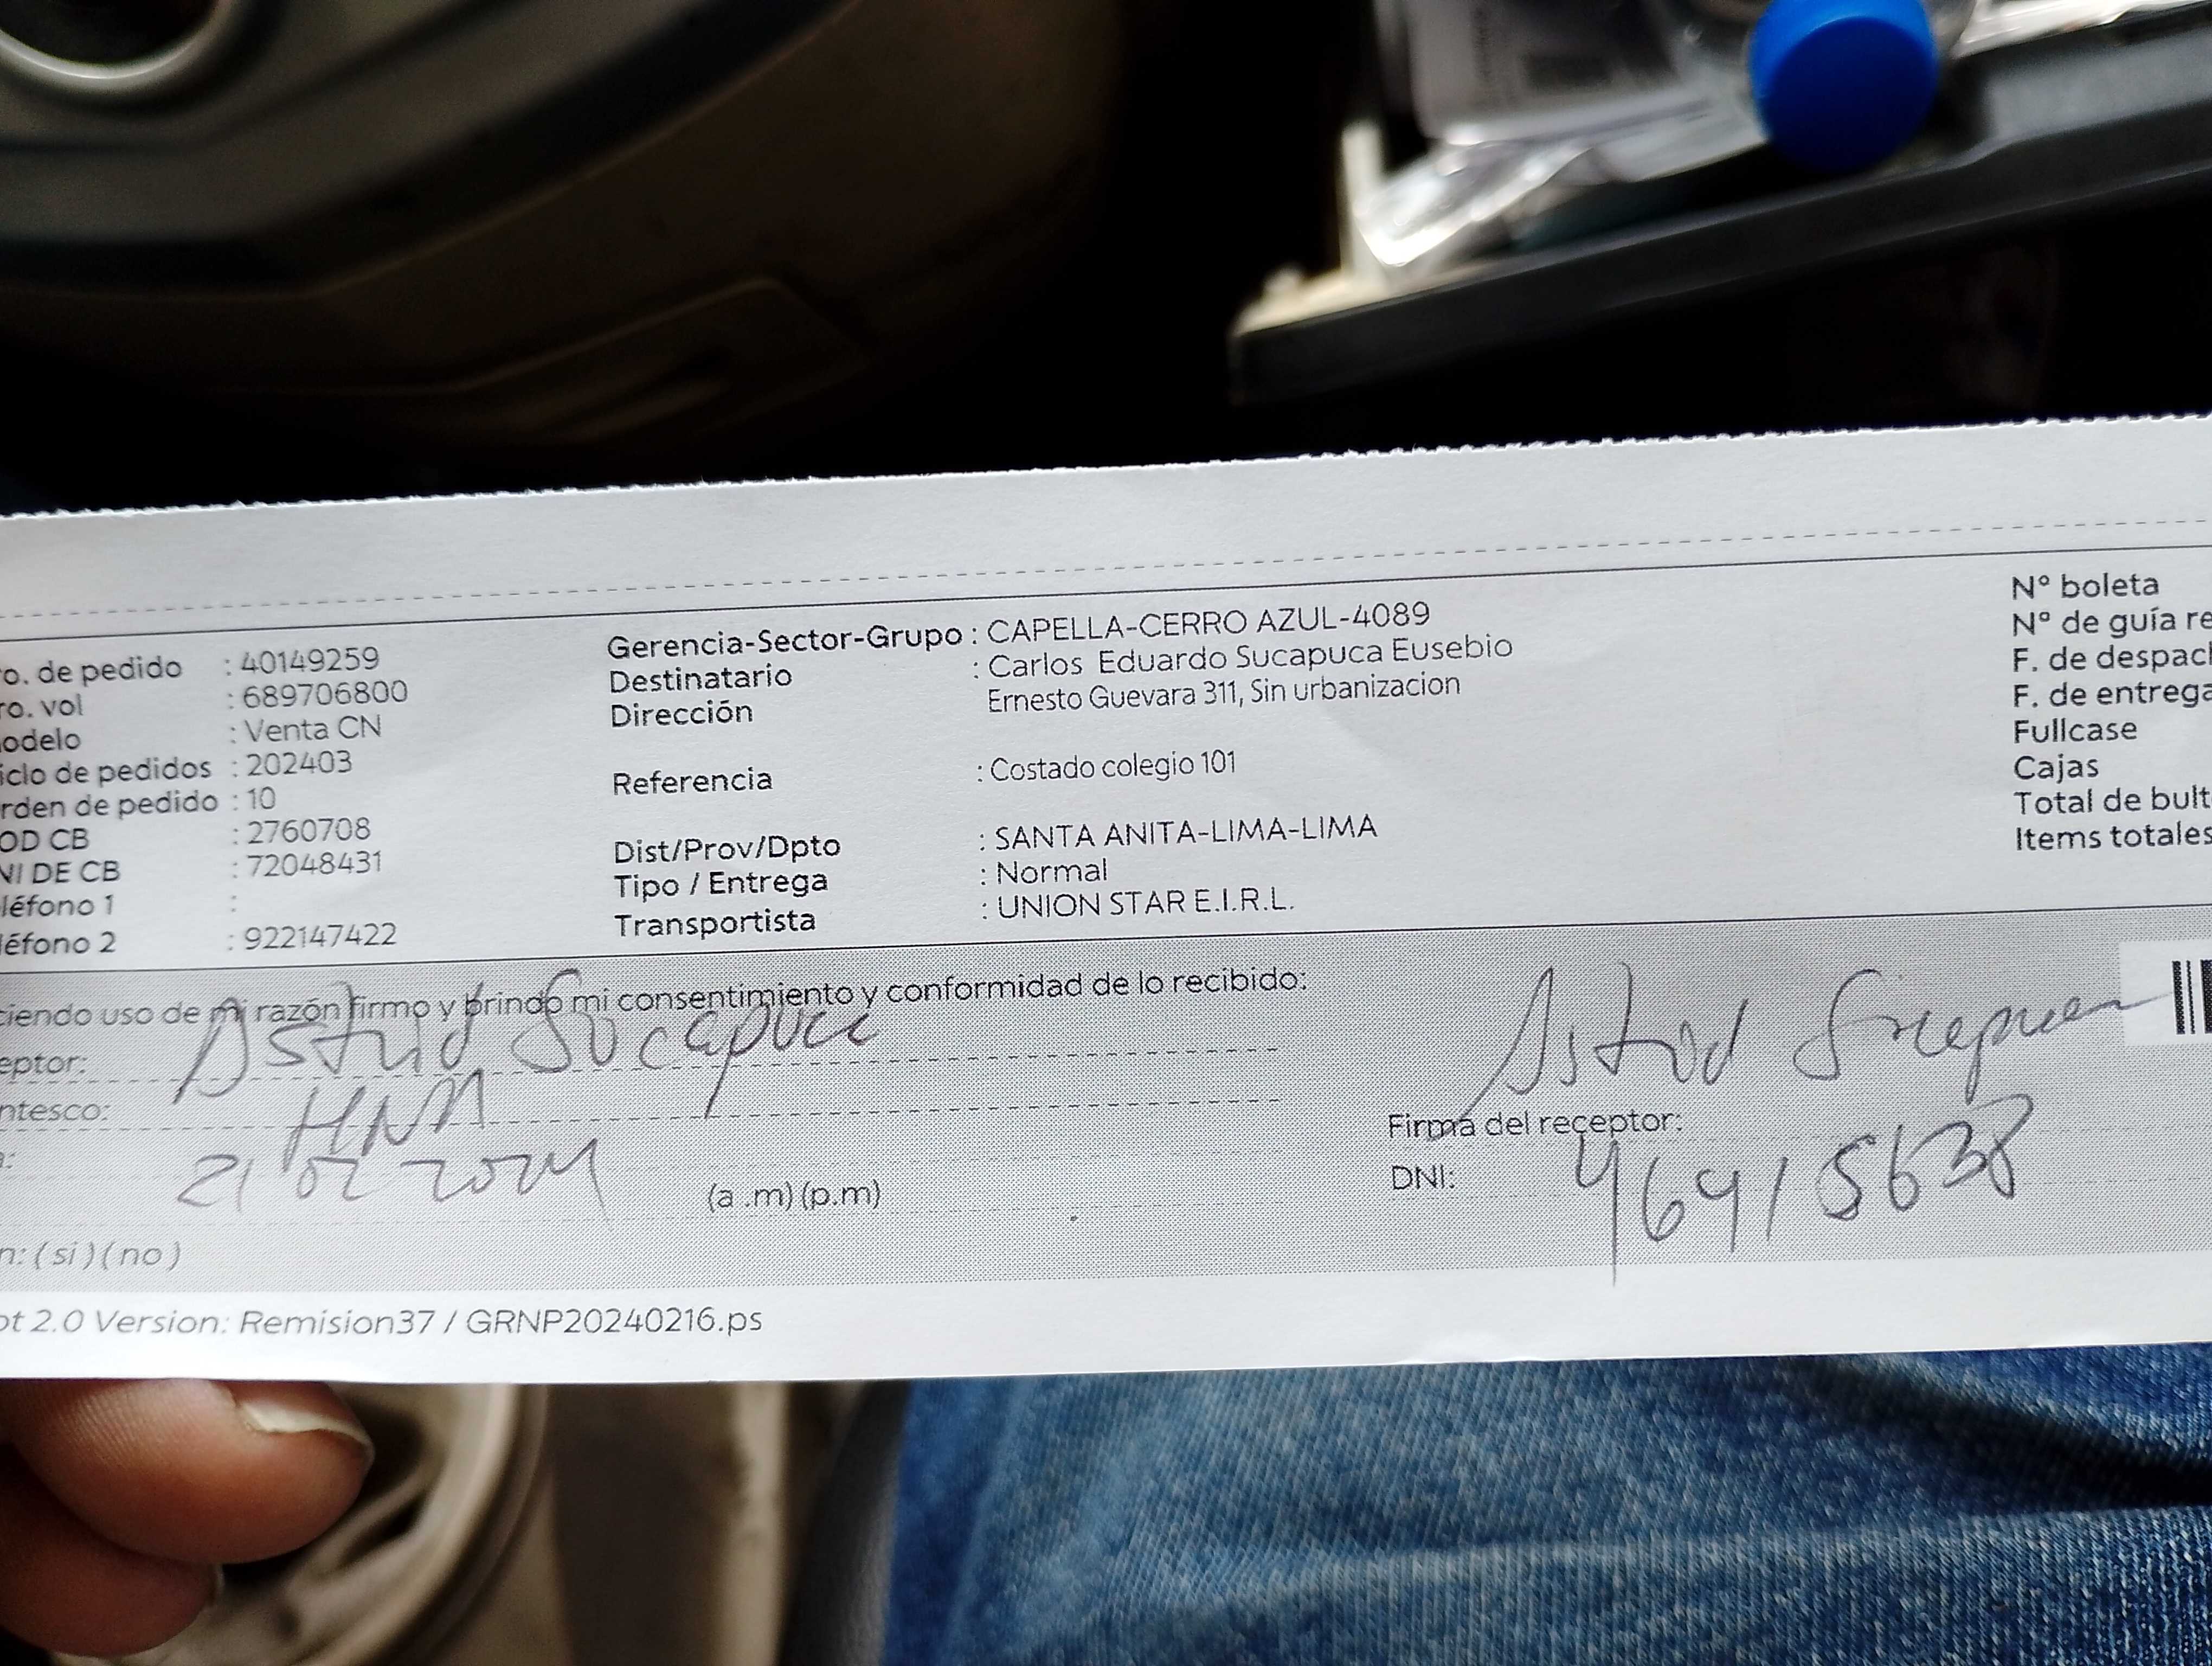 ro. de pedido : 40149259
ro. vol : 689706800
odelo : Venta CN
iclo de pedidos : 202403
rden de pedido : 10
OD CB : 2760708
NI DE CB : 72048431
léfono 1 :
léfono 2 : 922147422
Gerencia-Sector-Grupo : CAPELLA-CERRO AZUL-4089
Destinatario : Carlos Eduardo Sucapuca Eusebio
Dirección Ernesto Guevara 311, Sin urbanizacion
Referencia : Costado colegio 101
Dist/Prov/Dpto : SANTA ANITA-LIMA-LIMA
Tipo / Entrega : Normal
Transportista : UNION STAR E.I.R.L.
N° boleta
N° de guía re
F. de despach
F. de entrega
Fullcase
Cajas
Total de bult
Items totales
ciendo uso de mi razón firmo y brindo mi consentimiento y conformidad de lo recibido:
eptor: Astrid Sucapuca
ntesco: HNA
a: 21 02 2024 (a .m) (p.m)
n: ( si ) ( no )
Astrid
Firma del receptor:
DNI: 46415638
pt 2.0 Version: Remision37 / GRNP20240216.ps